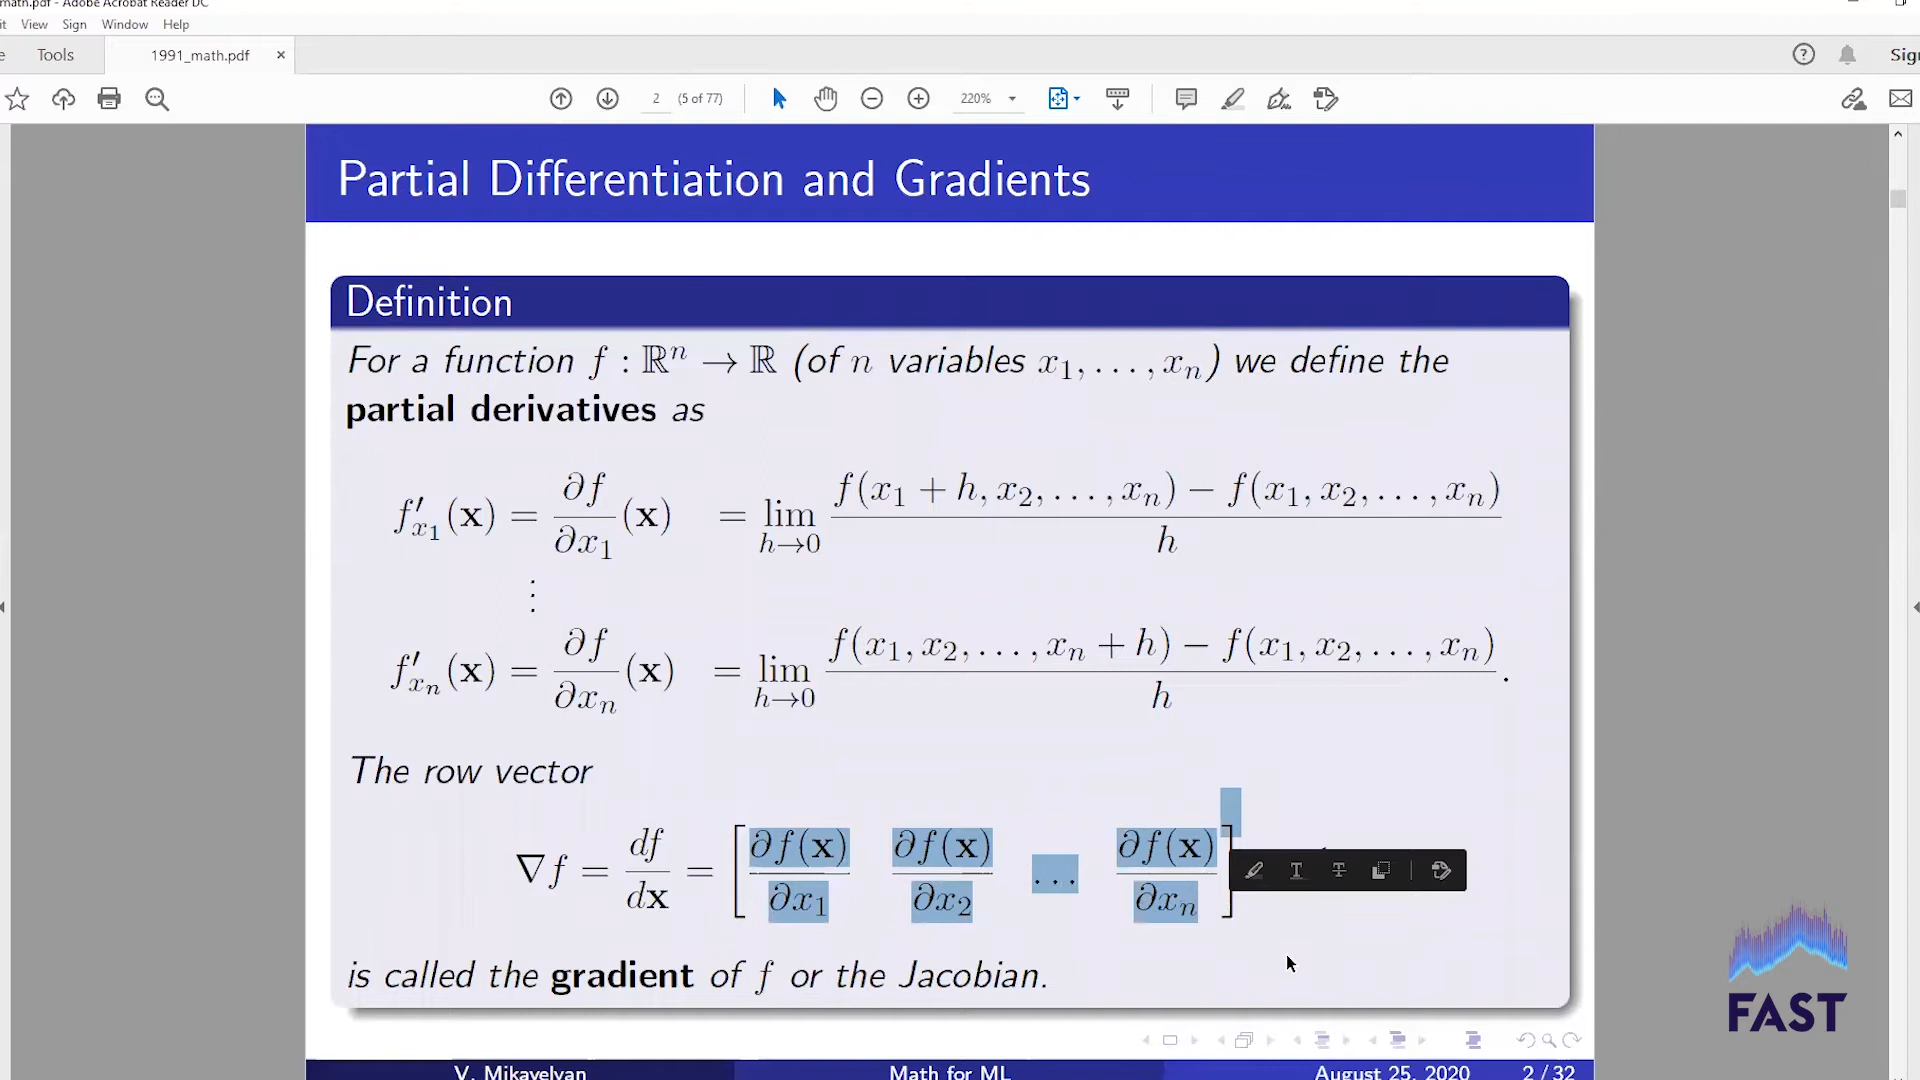 math.pdf - Adobe Acrobat Reader DC
it View Sign Window Help
e Tools 1991_math.pdf × Sig
2 (5 of 77) 220%
Partial Differentiation and Gradients
Definition
For a function f : ℝⁿ → ℝ (of n variables x₁, . . . , xₙ) we define the
partial derivatives as
f′ₓ₁(𝐱) = ∂f/∂x₁(𝐱) = lim h→0 f(x₁ + h, x₂, . . . , xₙ) − f(x₁, x₂, . . . , xₙ) / h
⋮
f′ₓₙ(𝐱) = ∂f/∂xₙ(𝐱) = lim h→0 f(x₁, x₂, . . . , xₙ + h) − f(x₁, x₂, . . . , xₙ) / h .
The row vector
∇f = df/d𝐱 = [ ∂f(𝐱)/∂x₁ ∂f(𝐱)/∂x₂ . . . ∂f(𝐱)/∂xₙ ]
is called the gradient of f or the Jacobian.
FAST
V. Mikayelyan Math for ML August 25, 2020 2 / 32